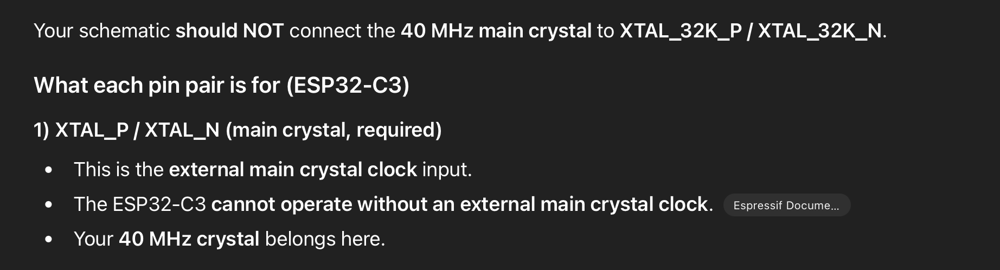 Your schematic should NOT connect the 40 MHz main crystal to XTAL_32K_P / XTAL_32K_N.
What each pin pair is for (ESP32-C3)
1) XTAL_P / XTAL_N (main crystal, required)
• This is the external main crystal clock input.
• The ESP32-C3 cannot operate without an external main crystal clock. Espressif Docume...
• Your 40 MHz crystal belongs here.